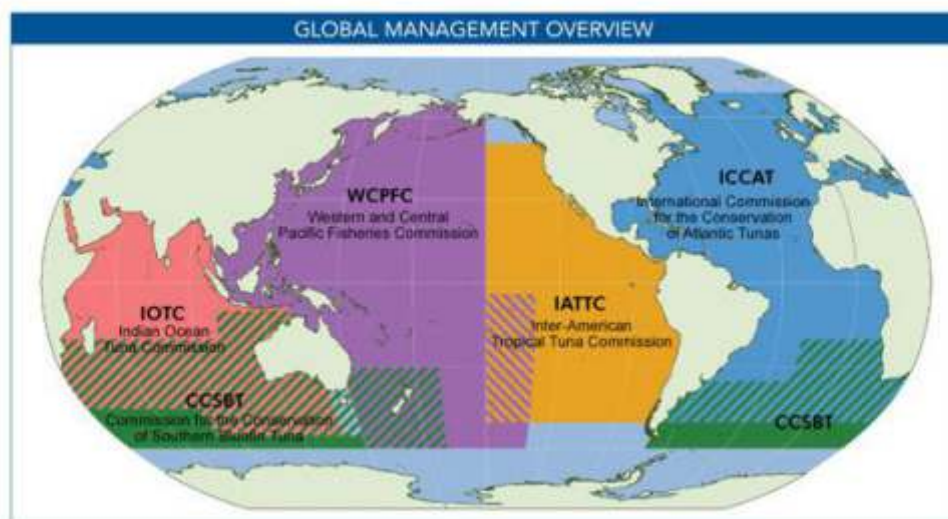 GLOBAL MANAGEMENT OVERVIEW
WCPFC
Western and Central
Pacific Fisheries Commission
ICCAT
International Commission
for the Conservation
of Atlantic Tunas
IOTC
Indian Ocean
Tuna Commission
IATTC
Inter-American
Tropical Tuna Commission
CCSBT
Commission for the Conservation
of Southern Bluefin Tuna
CCSBT